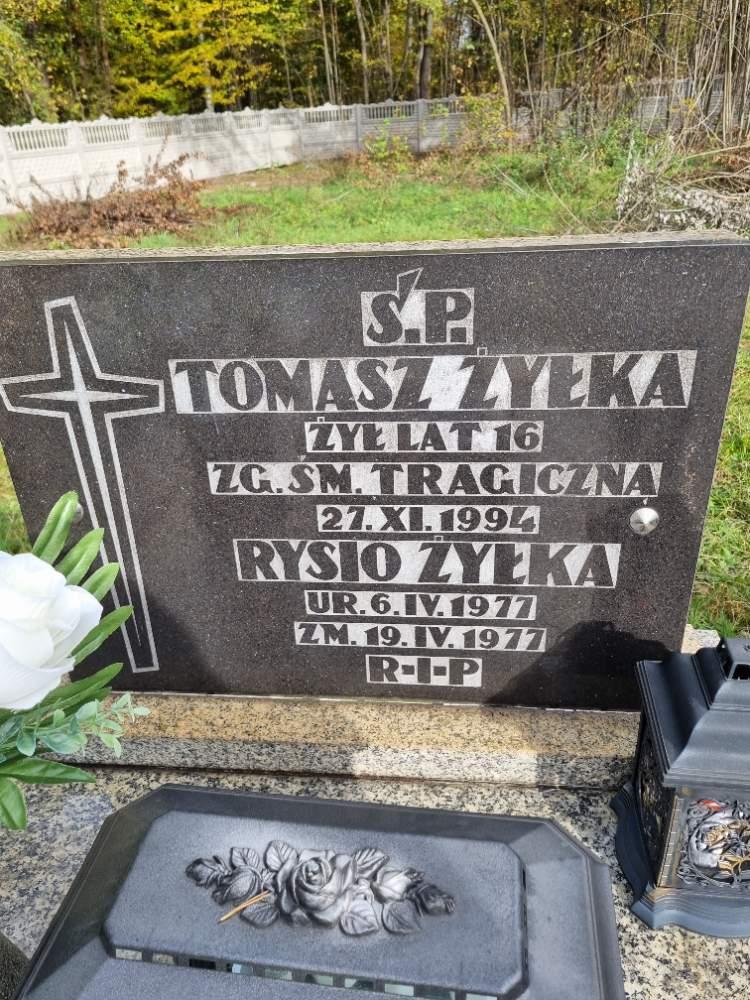 Ś.P.
TOMASZ ŻYŁKA
ŻYŁ LAT 16
ZG. ŚM. TRAGICZNĄ
27. XI. 1994
RYSIO ŻYŁKA
UR. 6. IV. 1977
ZM. 19. IV. 1977
R-I-P